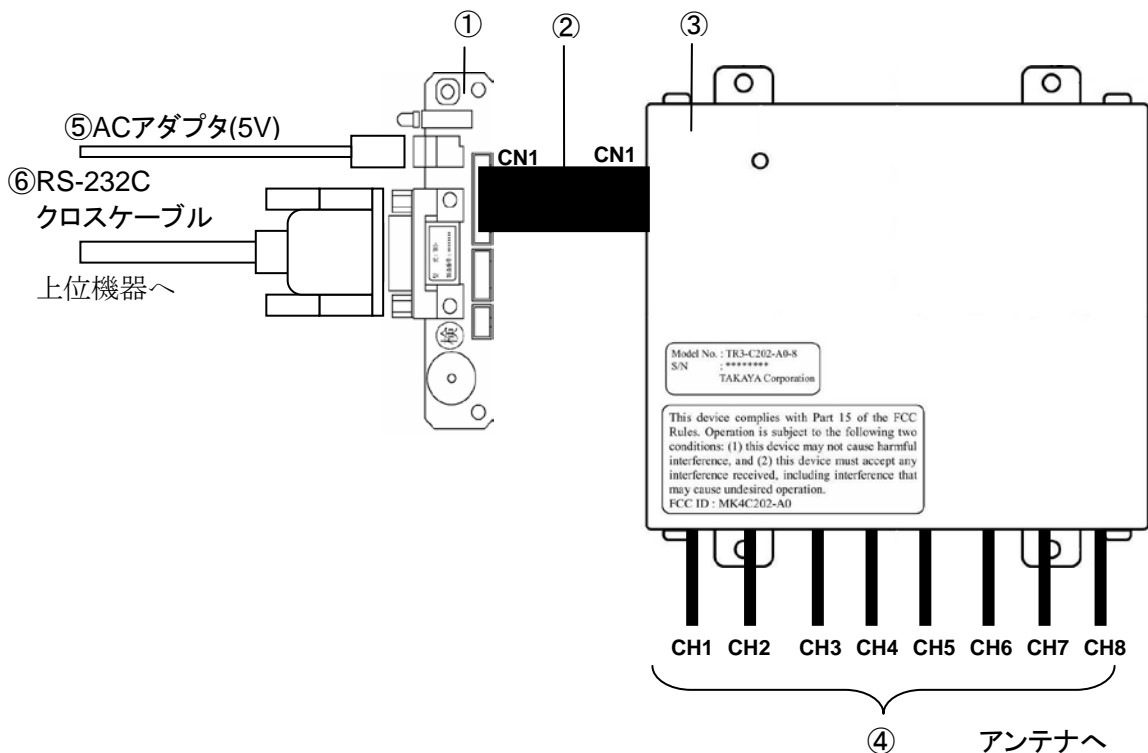 ① ② ③
⑤ACアダプタ(5V)
CN1 CN1
⑥RS-232C
クロスケーブル
上位機器へ
Model No. : TR3-C202-A0-8
S/N : ********
TAKAYA Corporation
This device complies with Part 15 of the FCC
Rules. Operation is subject to the following two
conditions: (1) this device may not cause harmful
interference, and (2) this device must accept any
interference received, including interference that
may cause undesired operation.
FCC ID : MK4C202-A0
CH1 CH2 CH3 CH4 CH5 CH6 CH7 CH8
④ アンテナへ